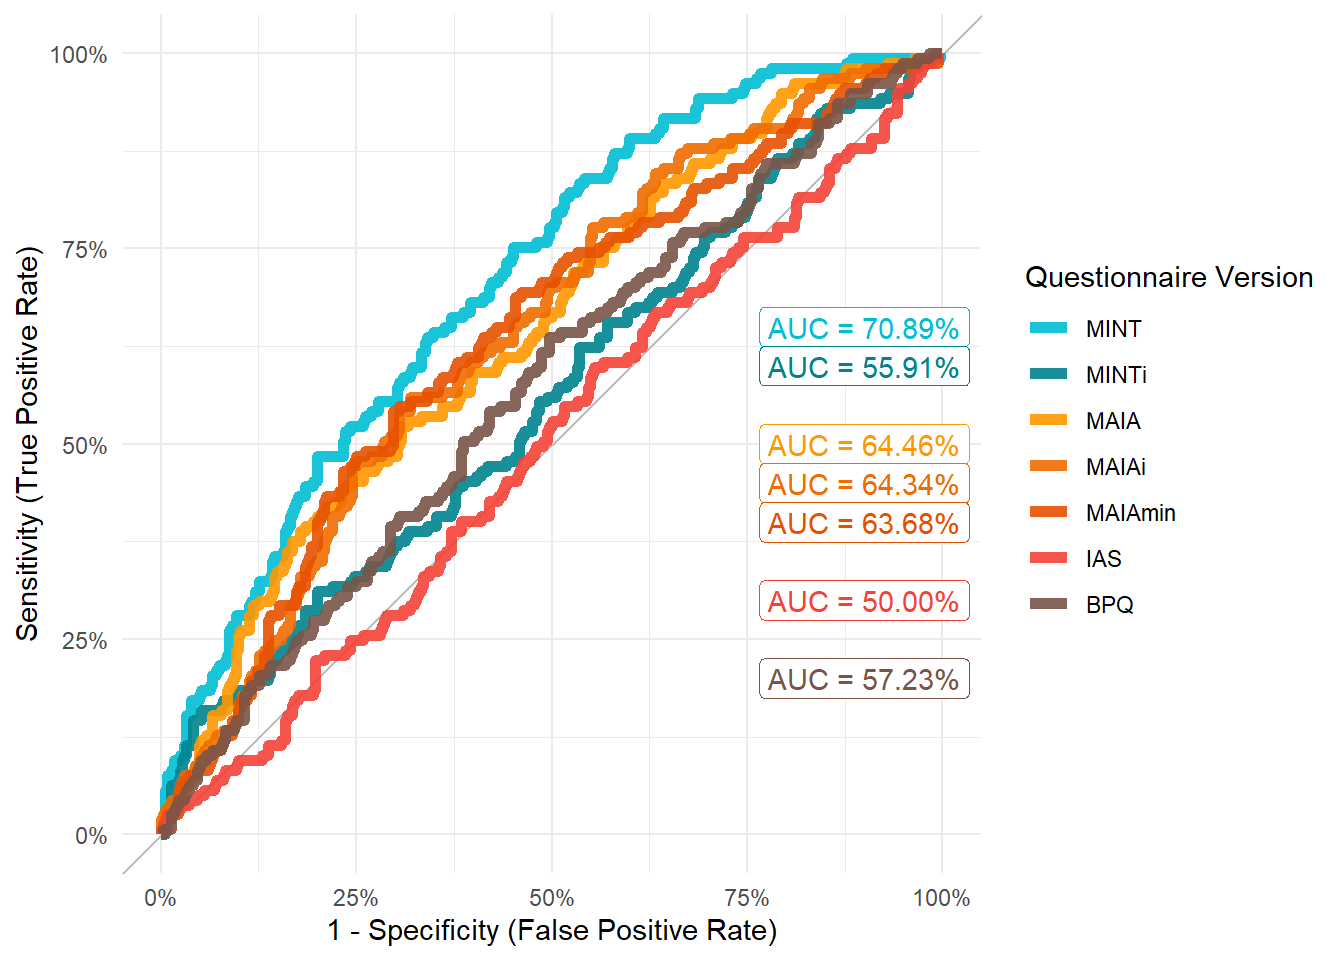 100%
75%
50%
25%
0%
Sensitivity (True Positive Rate)
AUC = 70.89%
AUC = 55.91%
AUC = 64.46%
AUC = 64.34%
AUC = 63.68%
AUC = 50.00%
AUC = 57.23%
0%
25%
50%
75%
100%
1 - Specificity (False Positive Rate)
Questionnaire Version
MINT
MINTi
MAIA
MAIAi
MAIAmin
IAS
BPQ